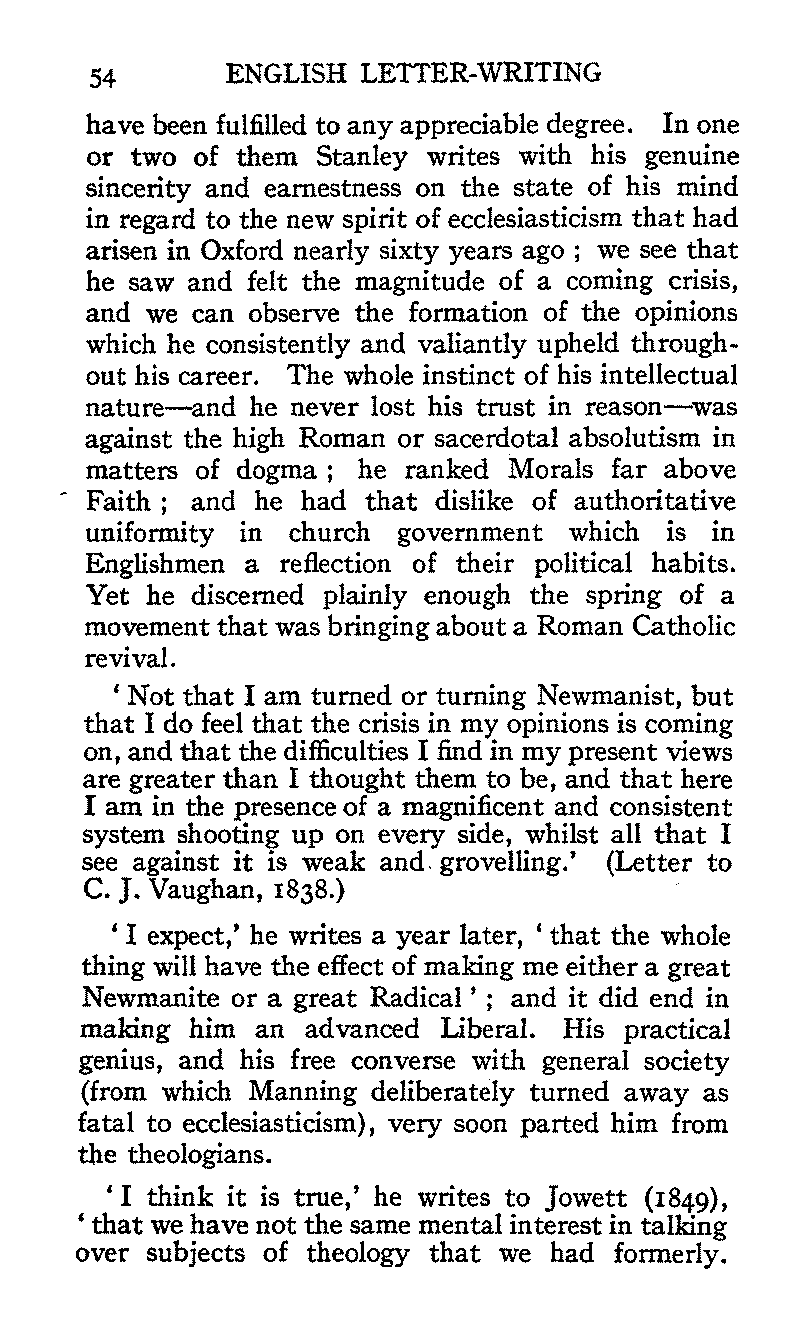 54 ENGLISH LETTER-WRITING
have been fulfilled to any appreciable degree. In one
or two of them Stanley writes with his genuine
sincerity and earnestness on the state of his mind
in regard to the new spirit of ecclesiasticism that had
arisen in Oxford nearly sixty years ago ; we see that
he saw and felt the magnitude of a coming crisis,
and we can observe the formation of the opinions
which he consistently and valiantly upheld through-
out his career. The whole instinct of his intellectual
nature—and he never lost his trust in reason—was
against the high Roman or sacerdotal absolutism in
matters of dogma ; he ranked Morals far above
Faith ; and he had that dislike of authoritative
uniformity in church government which is in
Englishmen a reflection of their political habits.
Yet he discerned plainly enough the spring of a
movement that was bringing about a Roman Catholic
revival.
‘ Not that I am turned or turning Newmanist, but
that I do feel that the crisis in my opinions is coming
on, and that the difficulties I find in my present views
are greater than I thought them to be, and that here
I am in the presence of a magnificent and consistent
system shooting up on every side, whilst all that I
see against it is weak and grovelling.’ (Letter to
C. J. Vaughan, 1838.)
‘ I expect,’ he writes a year later, ‘ that the whole
thing will have the effect of making me either a great
Newmanite or a great Radical ’ ; and it did end in
making him an advanced Liberal. His practical
genius, and his free converse with general society
(from which Manning deliberately turned away as
fatal to ecclesiasticism), very soon parted him from
the theologians.
‘ I think it is true,’ he writes to Jowett (1849),
‘ that we have not the same mental interest in talking
over subjects of theology that we had formerly.